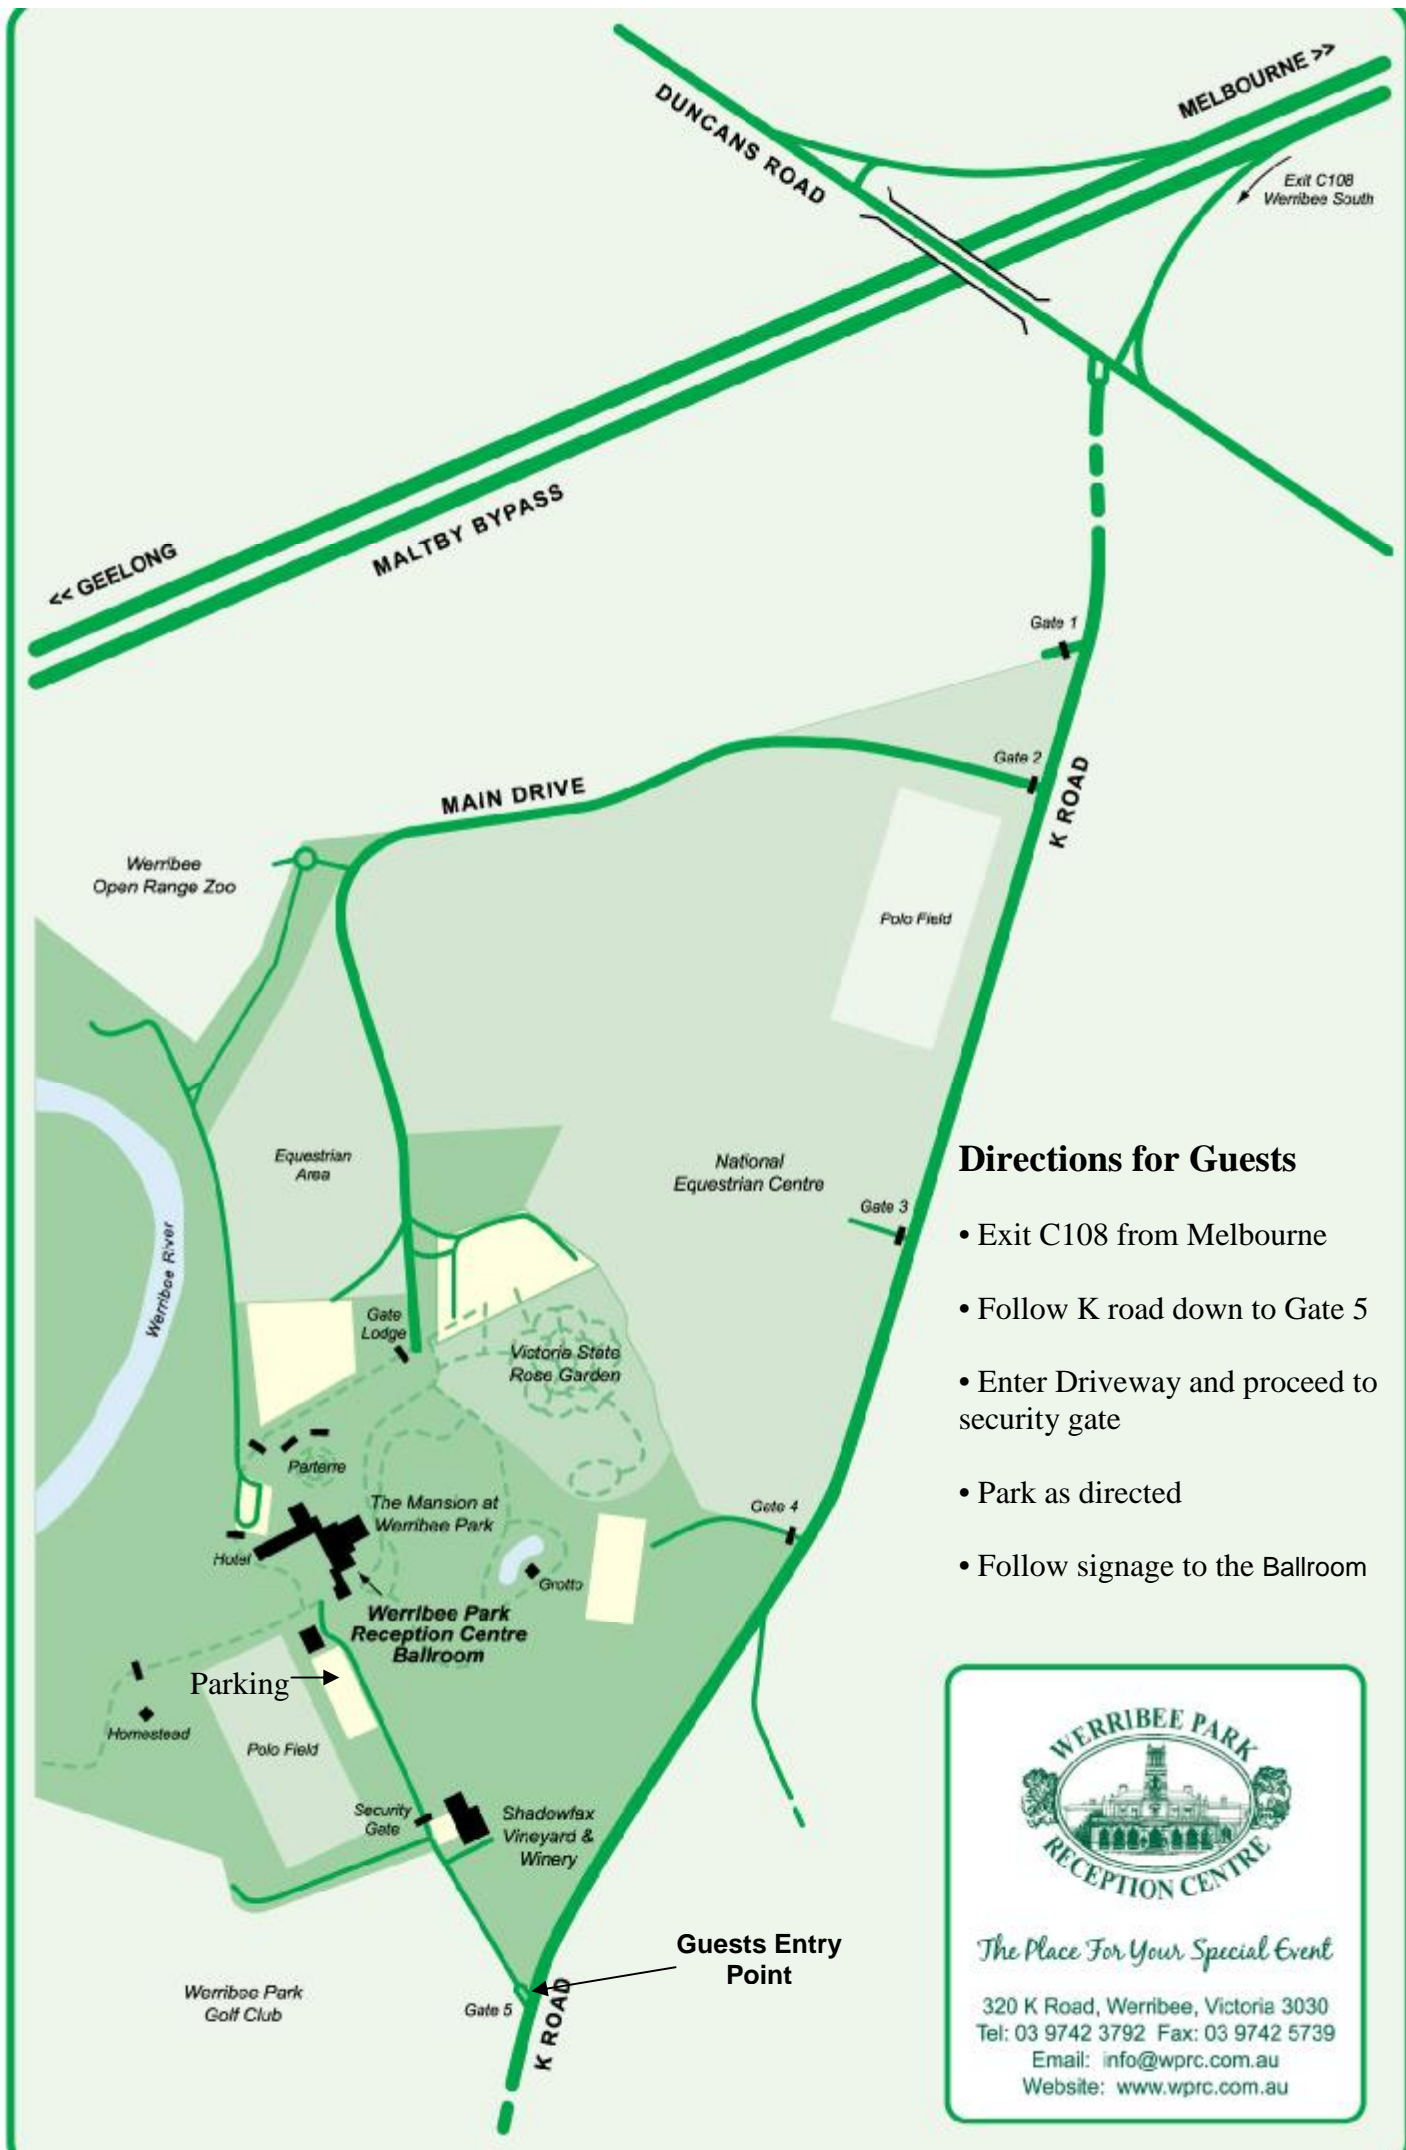 MELBOURNE >>
DUNCANS ROAD
Exit C108
Werribee South
<< GEELONG
MALTBY BYPASS
Gate 1
Gate 2
K ROAD
MAIN DRIVE
Werribee
Open Range Zoo
Polo Field
Equestrian
Area
National
Equestrian Centre
Gate 3
Werribee River
Gate
Lodge
Victoria State
Rose Garden
Parterre
The Mansion at
Werribee Park
Gate 4
Hotel
Grotto
Werribee Park
Reception Centre
Ballroom
Parking
Homestead
Polo Field
Security
Gate
Shadowfax
Vineyard &
Winery
Guests Entry
Point
Werribee Park
Golf Club
Gate 5
K ROAD
Directions for Guests
• Exit C108 from Melbourne
• Follow K road down to Gate 5
• Enter Driveway and proceed to
security gate
• Park as directed
• Follow signage to the Ballroom
WERRIBEE PARK
RECEPTION CENTRE
The Place For Your Special Event
320 K Road, Werribee, Victoria 3030
Tel: 03 9742 3792 Fax: 03 9742 5739
Email: info@wprc.com.au
Website: www.wprc.com.au